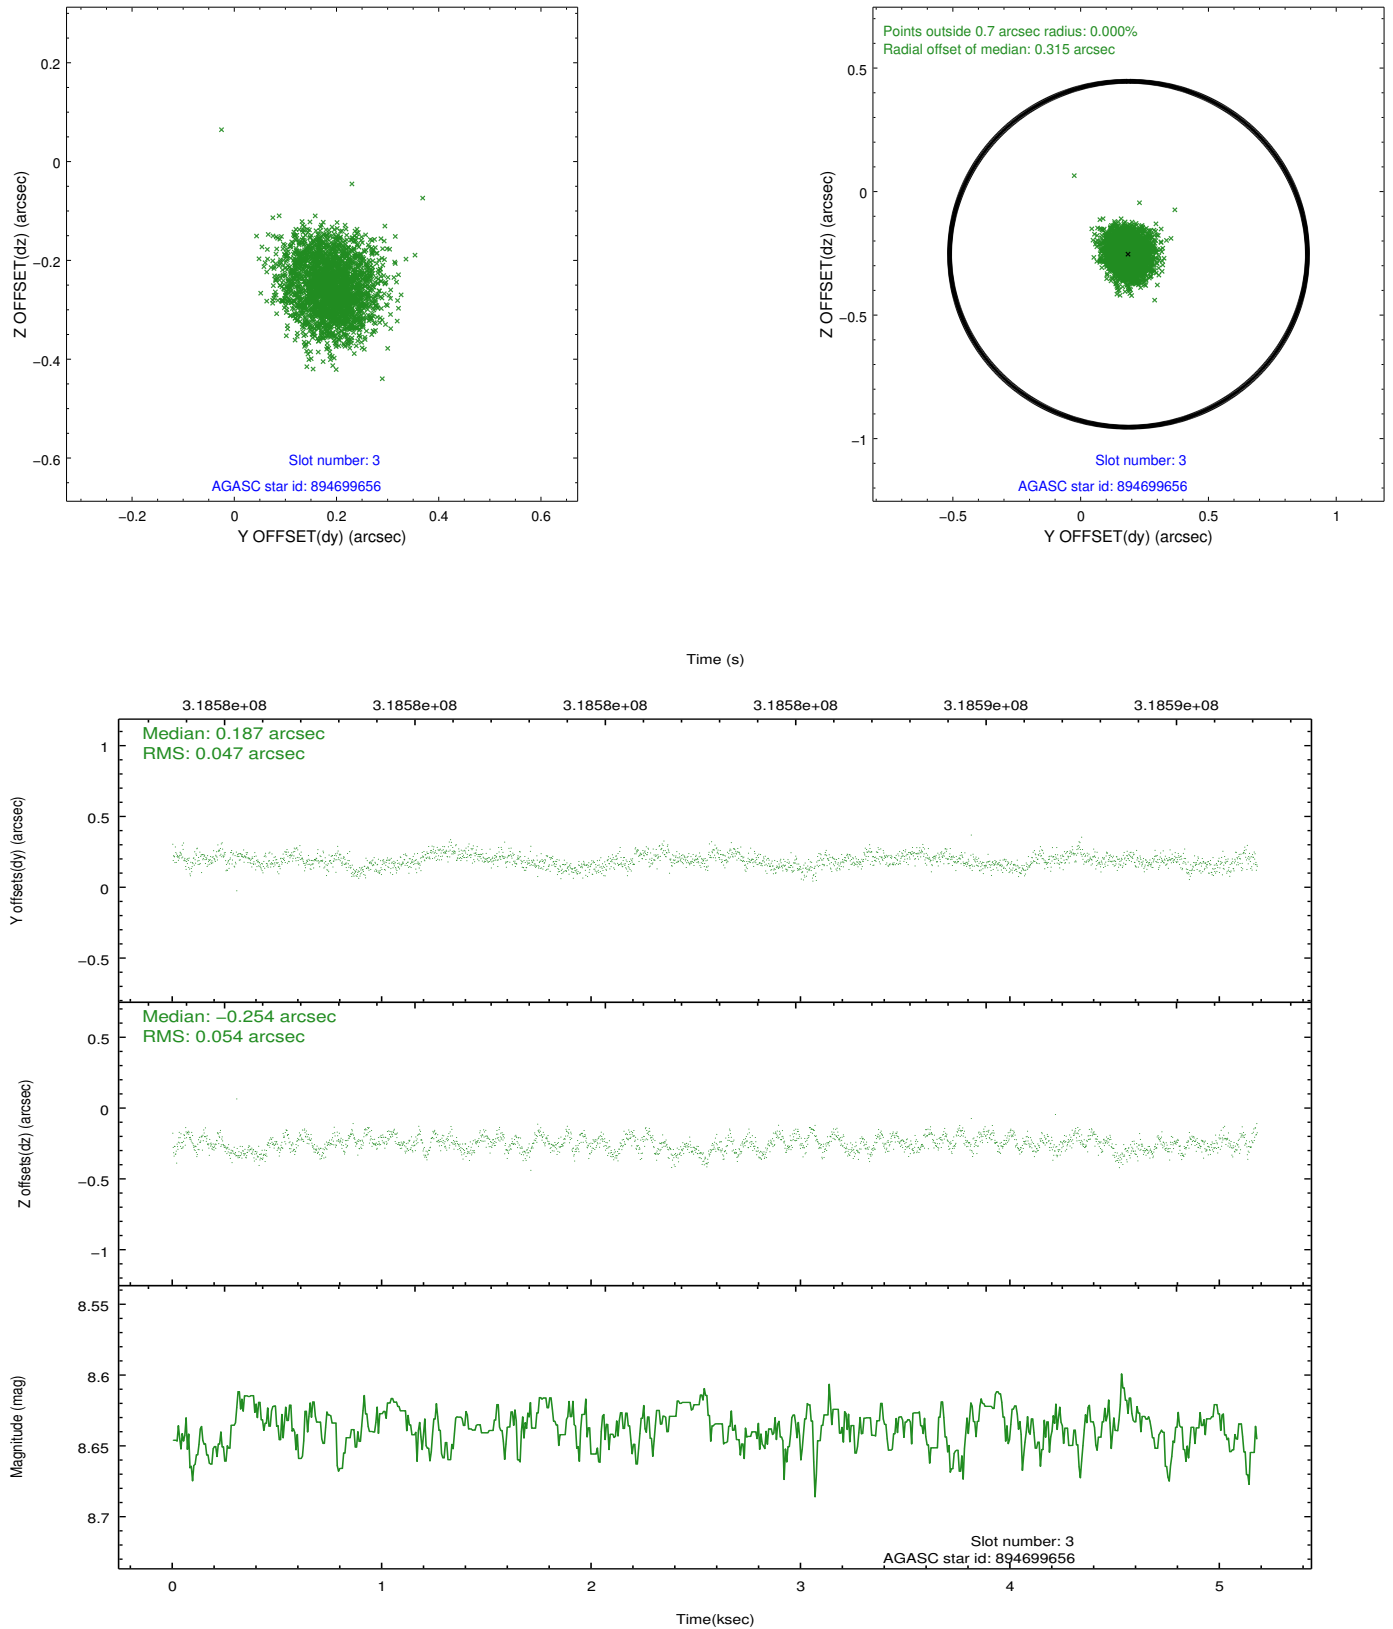 0.2
0
−0.2
−0.4
−0.6
Z OFFSET(dz) (arcsec)
Slot number: 3
AGASC star id: 894699656
−0.2
0
0.2
0.4
0.6
Y OFFSET(dy) (arcsec)
Points outside 0.7 arcsec radius: 0.000%
Radial offset of median: 0.315 arcsec
0.5
0
−0.5
−1
Z OFFSET(dz) (arcsec)
Slot number: 3
AGASC star id: 894699656
−0.5
0
0.5
1
Y OFFSET(dy) (arcsec)
Time (s)
3.1858e+08
3.1858e+08
3.1858e+08
3.1858e+08
3.1859e+08
3.1859e+08
Median: 0.187 arcsec
RMS: 0.047 arcsec
1
0.5
0
−0.5
Y offsets(dy) (arcsec)
Median: −0.254 arcsec
RMS: 0.054 arcsec
0.5
0
−0.5
−1
Z offsets(dz) (arcsec)
8.55
8.6
8.65
8.7
Magnitude (mag)
Slot number: 3
AGASC star id: 894699656
0
1
2
3
4
5
Time(ksec)